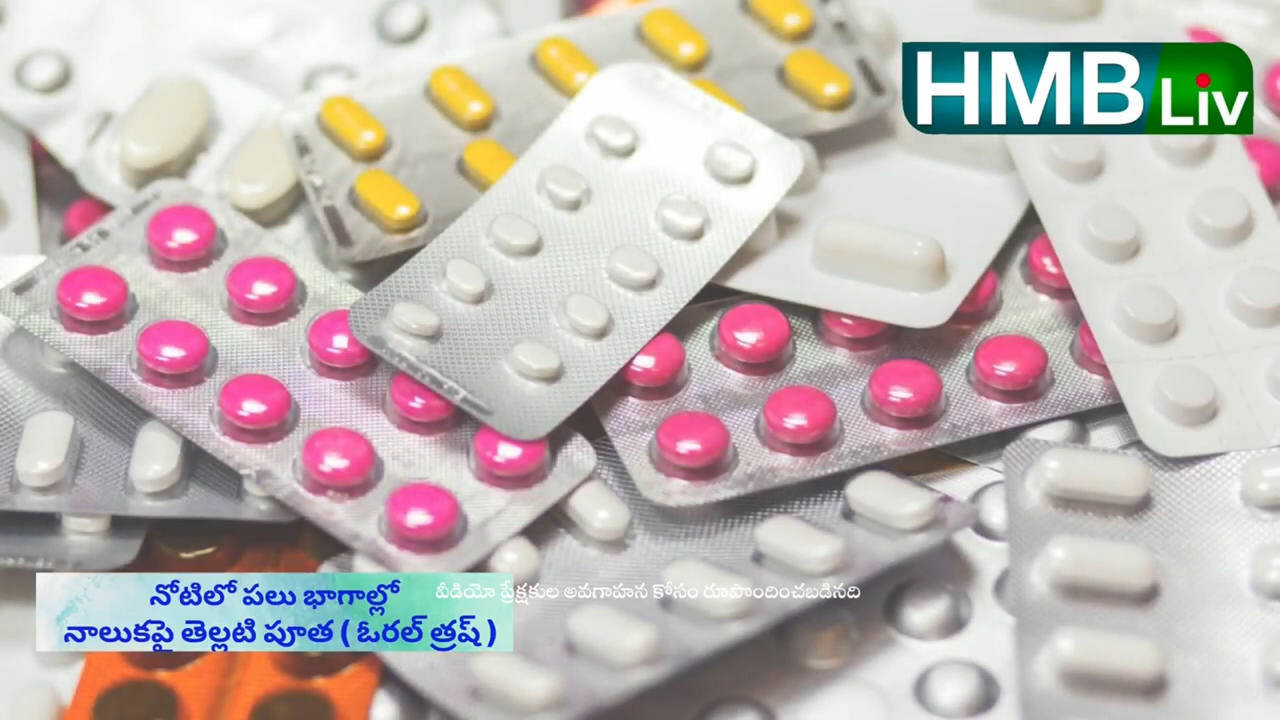 HMB Liv
నోటిలో పలు భాగాల్లో
వీడియో ప్రేక్షకుల అవగాహన కోసం రూపొందించబడినది
నాలుకపై తెల్లటి పూత ( ఓరల్ త్రష్ )